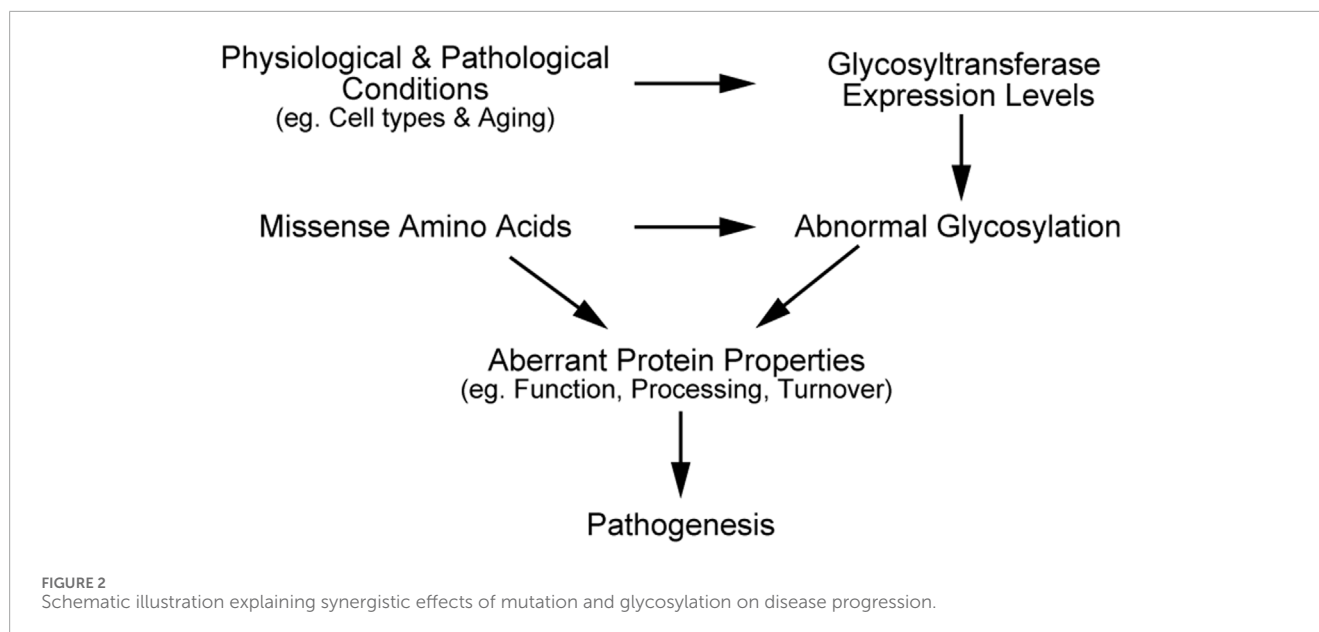 Physiological & Pathological
Conditions
(eg. Cell types & Aging)
Glycosyltransferase
Expression Levels
Missense Amino Acids
Abnormal Glycosylation
Aberrant Protein Properties
(eg. Function, Processing, Turnover)
Pathogenesis
FIGURE 2
Schematic illustration explaining synergistic effects of mutation and glycosylation on disease progression.